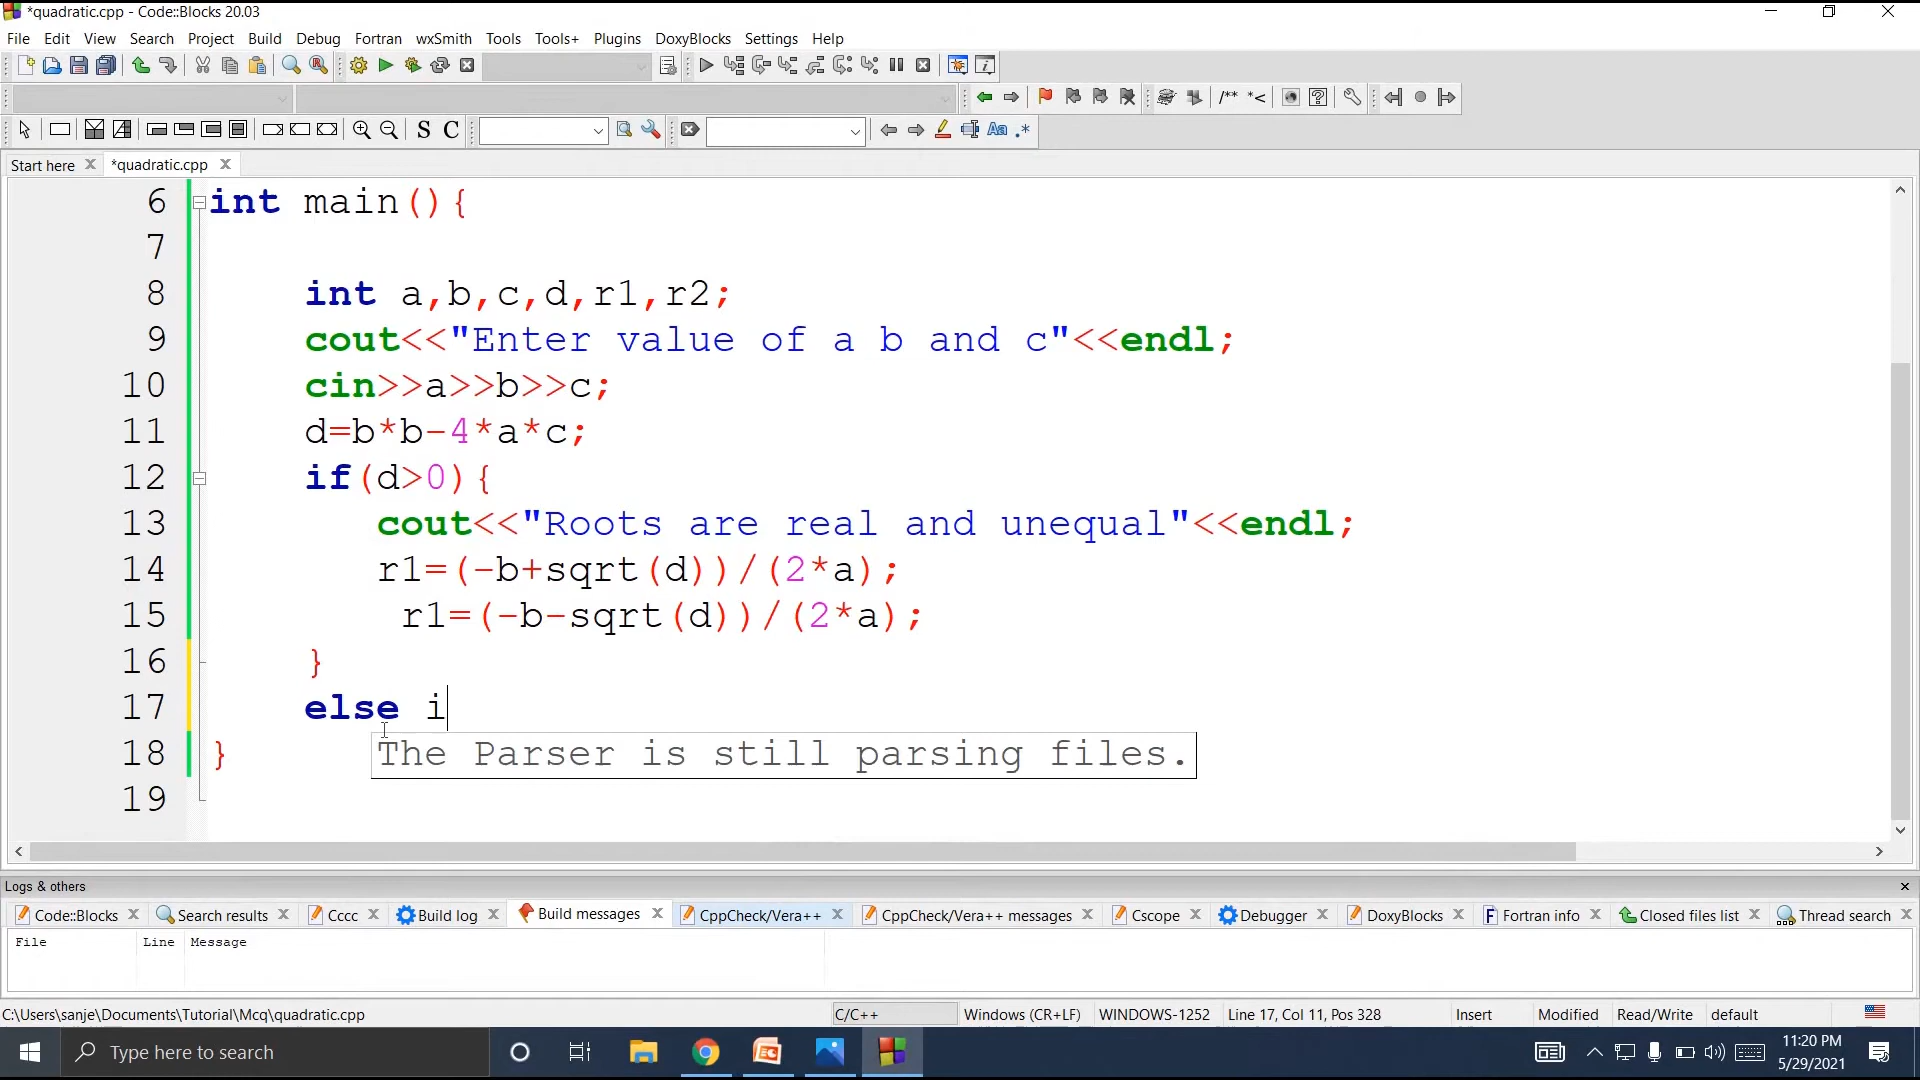 *quadratic.cpp - Code::Blocks 20.03
File Edit View Search Project Build Debug Fortran wxSmith Tools Tools+ Plugins DoxyBlocks Settings Help
/** *<
S C Aa .*
Start here *quadratic.cpp
6 int main(){
7
8 int a,b,c,d,r1,r2;
9 cout<<"Enter value of a b and c"<<endl;
10 cin>>a>>b>>c;
11 d=b*b-4*a*c;
12 if(d>0){
13 cout<<"Roots are real and unequal"<<endl;
14 r1=(-b+sqrt(d))/(2*a);
15 r1=(-b-sqrt(d))/(2*a);
16 }
17 else i
18 }
The Parser is still parsing files.
19
Logs & others
Code::Blocks Search results Cccc Build log Build messages CppCheck/Vera++ CppCheck/Vera++ messages Cscope Debugger DoxyBlocks F Fortran info Closed files list Thread search
File Line Message
C:\Users\sanje\Documents\Tutorial\Mcq\quadratic.cpp C/C++ Windows (CR+LF) WINDOWS-1252 Line 17, Col 11, Pos 328 Insert Modified Read/Write default
Type here to search
11:20 PM
5/29/2021